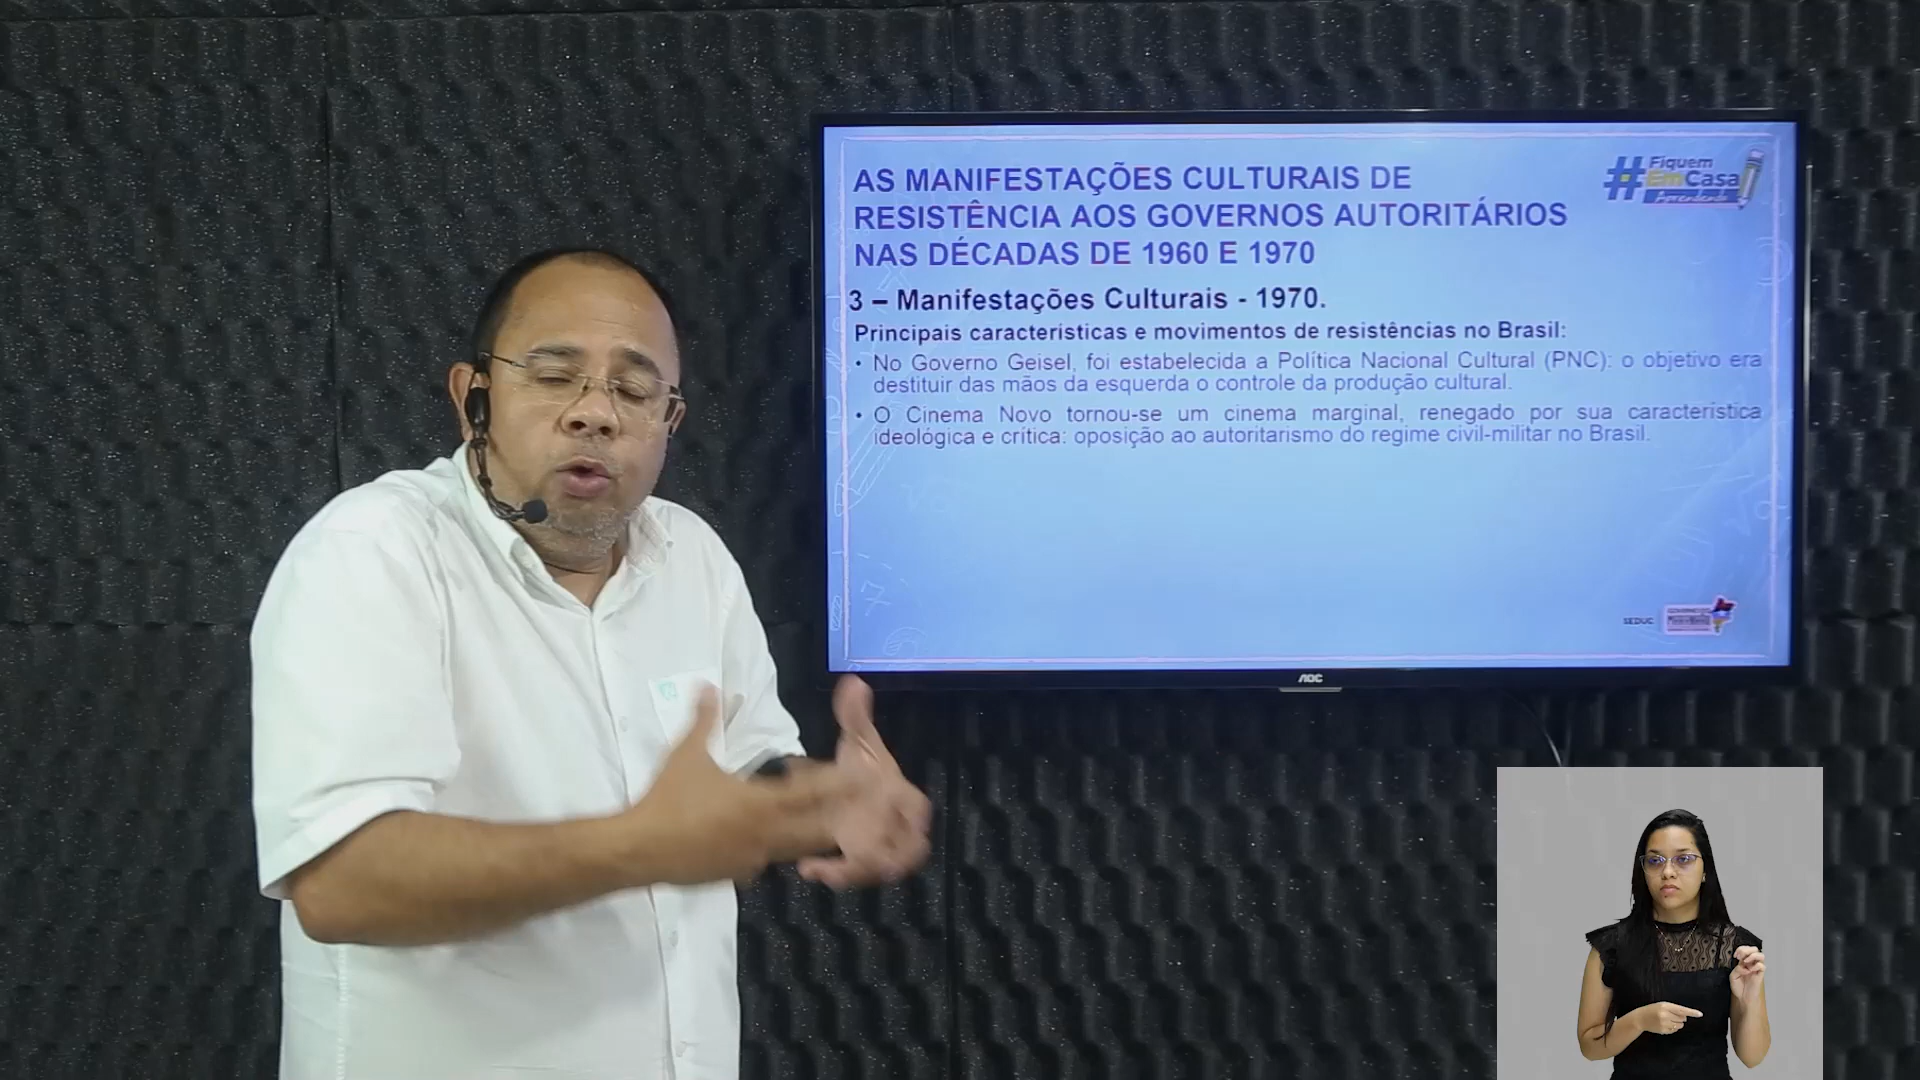 AS MANIFESTAÇÕES CULTURAIS DE
RESISTÊNCIA AOS GOVERNOS AUTORITÁRIOS
NAS DÉCADAS DE 1960 E 1970
#Fiquem
EmCasa
Aprendendo
3 – Manifestações Culturais - 1970.
Principais características e movimentos de resistências no Brasil:
• No Governo Geisel, foi estabelecida a Política Nacional Cultural (PNC): o objetivo era
destituir das mãos da esquerda o controle da produção cultural.
• O Cinema Novo tornou-se um cinema marginal, renegado por sua característica
ideológica e crítica: oposição ao autoritarismo do regime civil-militar no Brasil.
SEDUC
AOC